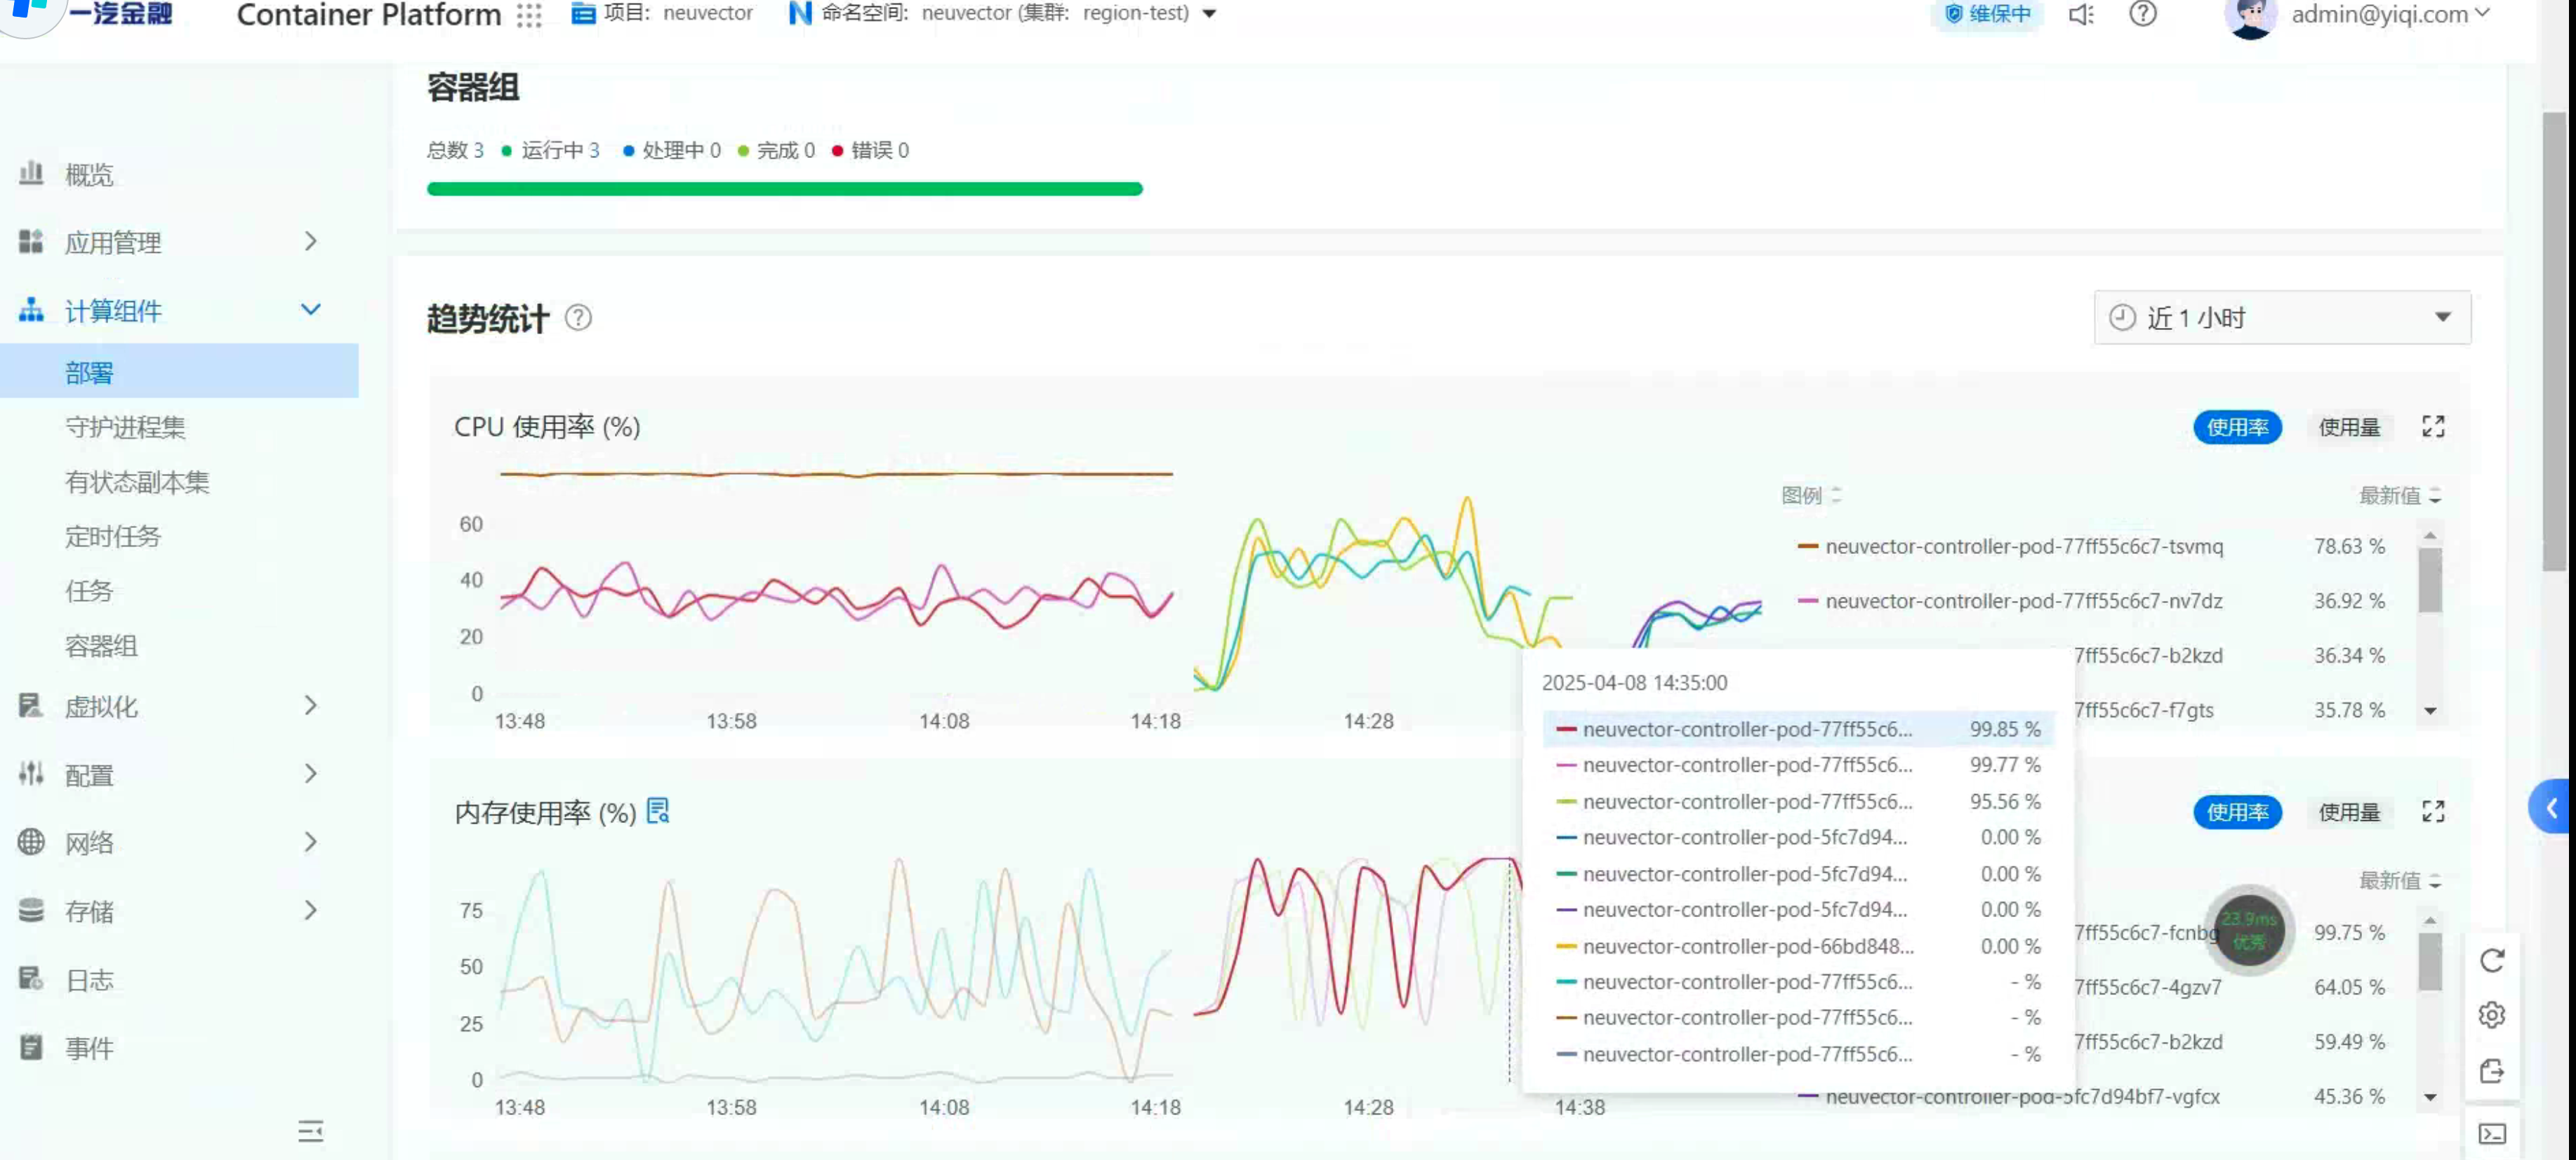 一汽金融 Container Platform 项目: neuvector 命名空间: neuvector (集群: region-test) 维保中 admin@yiqi.com
容器组
总数 3 运行中 3 处理中 0 完成 0 错误 0
概览
应用管理
计算组件
部署
守护进程集
有状态副本集
定时任务
任务
容器组
虚拟化
配置
网络
存储
日志
事件
趋势统计
近 1 小时
CPU 使用率 (%)
使用率 使用量
60
40
20
0
13:48 13:58 14:08 14:18 14:28
图例 最新值
neuvector-controller-pod-77ff55c6c7-tsvmq 78.63 %
neuvector-controller-pod-77ff55c6c7-nv7dz 36.92 %
7ff55c6c7-b2kzd 36.34 %
7ff55c6c7-f7gts 35.78 %
2025-04-08 14:35:00
neuvector-controller-pod-77ff55c6... 99.85 %
neuvector-controller-pod-77ff55c6... 99.77 %
neuvector-controller-pod-77ff55c6... 95.56 %
neuvector-controller-pod-5fc7d94... 0.00 %
neuvector-controller-pod-5fc7d94... 0.00 %
neuvector-controller-pod-5fc7d94... 0.00 %
neuvector-controller-pod-66bd848... 0.00 %
neuvector-controller-pod-77ff55c6... - %
neuvector-controller-pod-77ff55c6... - %
neuvector-controller-pod-77ff55c6... - %
内存使用率 (%)
使用率 使用量
75
50
25
0
13:48 13:58 14:08 14:18 14:28 14:38
最新值
7ff55c6c7-fcnbg 99.75 %
7ff55c6c7-4gzv7 64.05 %
7ff55c6c7-b2kzd 59.49 %
neuvector-controller-pod-5fc7d94bf7-vgfcx 45.36 %
23.9ms
优秀